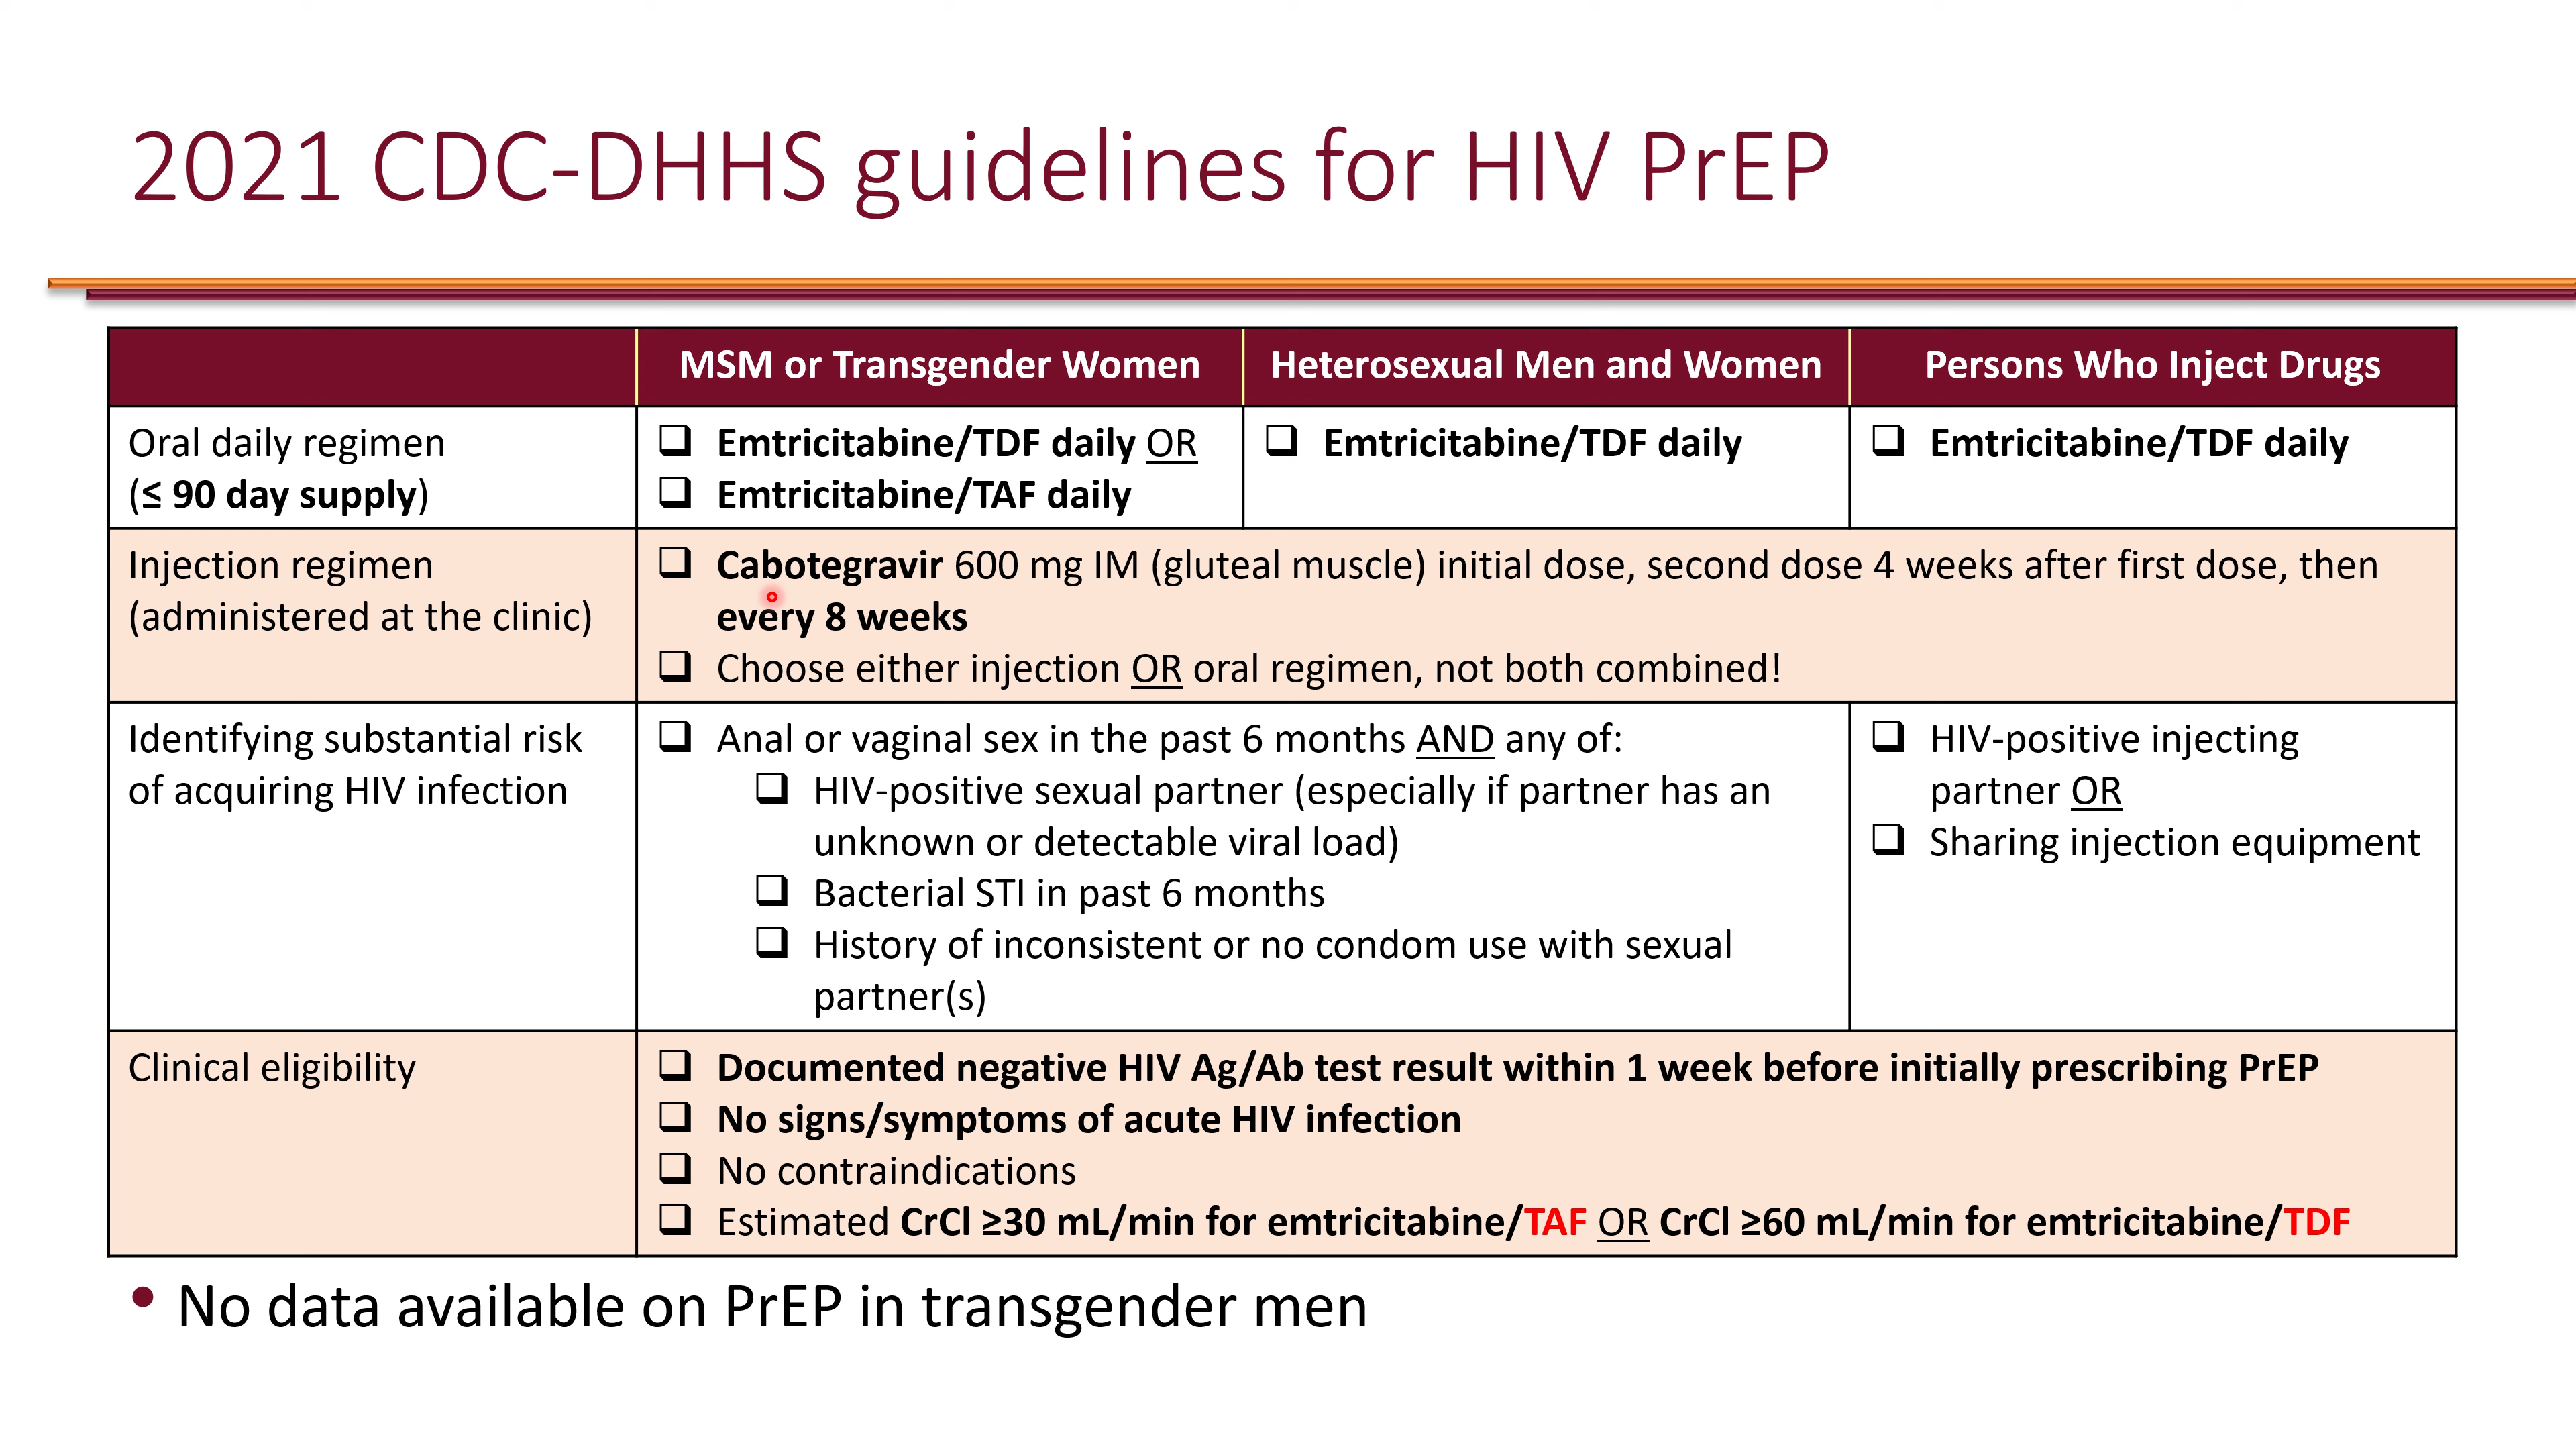 2021 CDC-DHHS guidelines for HIV PrEP
MSM or Transgender Women
Heterosexual Men and Women
Persons Who Inject Drugs
Oral daily regimen
(≤ 90 day supply)
❑ Emtricitabine/TDF daily OR
❑ Emtricitabine/TAF daily
❑ Emtricitabine/TDF daily
❑ Emtricitabine/TDF daily
Injection regimen
(administered at the clinic)
❑ Cabotegravir 600 mg IM (gluteal muscle) initial dose, second dose 4 weeks after first dose, then
every 8 weeks
❑ Choose either injection OR oral regimen, not both combined!
Identifying substantial risk
of acquiring HIV infection
❑ Anal or vaginal sex in the past 6 months AND any of:
❑ HIV-positive sexual partner (especially if partner has an
unknown or detectable viral load)
❑ Bacterial STI in past 6 months
❑ History of inconsistent or no condom use with sexual
partner(s)
❑ HIV-positive injecting
partner OR
❑ Sharing injection equipment
Clinical eligibility
❑ Documented negative HIV Ag/Ab test result within 1 week before initially prescribing PrEP
❑ No signs/symptoms of acute HIV infection
❑ No contraindications
❑ Estimated CrCl ≥30 mL/min for emtricitabine/TAF OR CrCl ≥60 mL/min for emtricitabine/TDF
• No data available on PrEP in transgender men